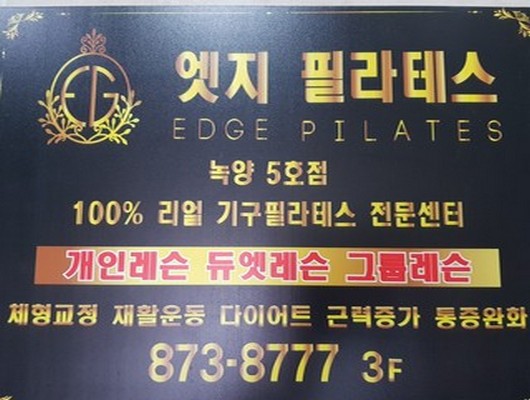 엣지 필라테스
EDGE PILATES
녹양 5호점
100% 리얼 기구필라테스 전문센터
개인레슨 듀엣레슨 그룹레슨
체형교정 재활운동 다이어트 근력증가 통증완화
873-8777 3F